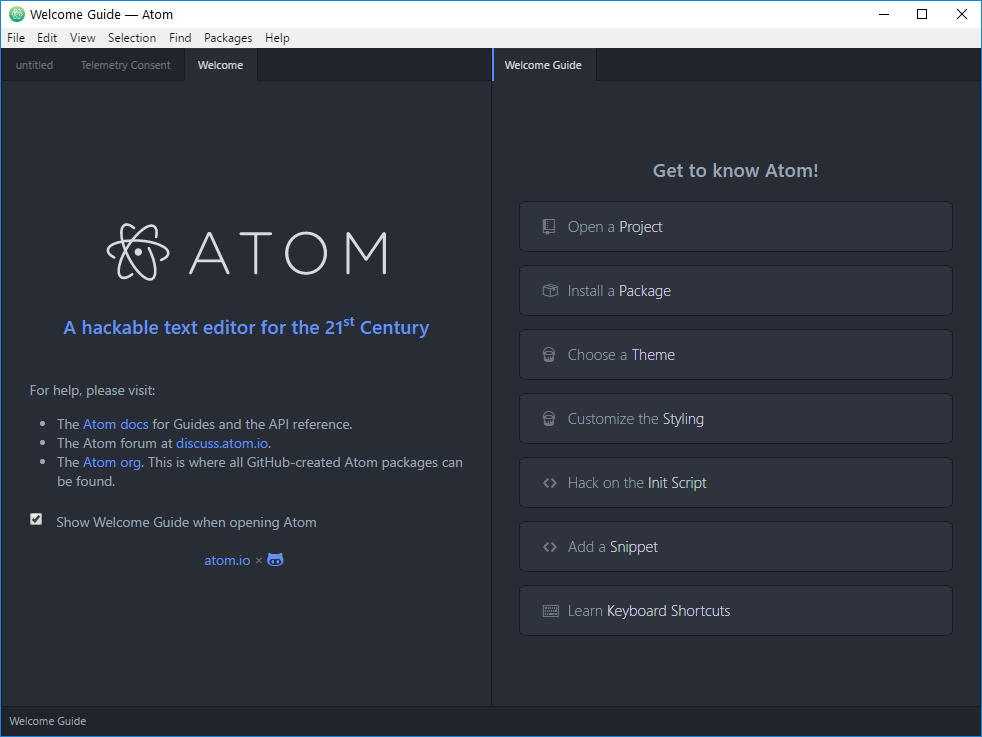 Welcome Guide — Atom
File Edit View Selection Find Packages Help
untitled Telemetry Consent Welcome
ATOM
A hackable text editor for the 21st Century
For help, please visit:
• The Atom docs for Guides and the API reference.
• The Atom forum at discuss.atom.io.
• The Atom org. This is where all GitHub-created Atom packages can
be found.
Show Welcome Guide when opening Atom
atom.io ×
Welcome Guide
Get to know Atom!
Open a Project
Install a Package
Choose a Theme
Customize the Styling
Hack on the Init Script
Add a Snippet
Learn Keyboard Shortcuts
Welcome Guide